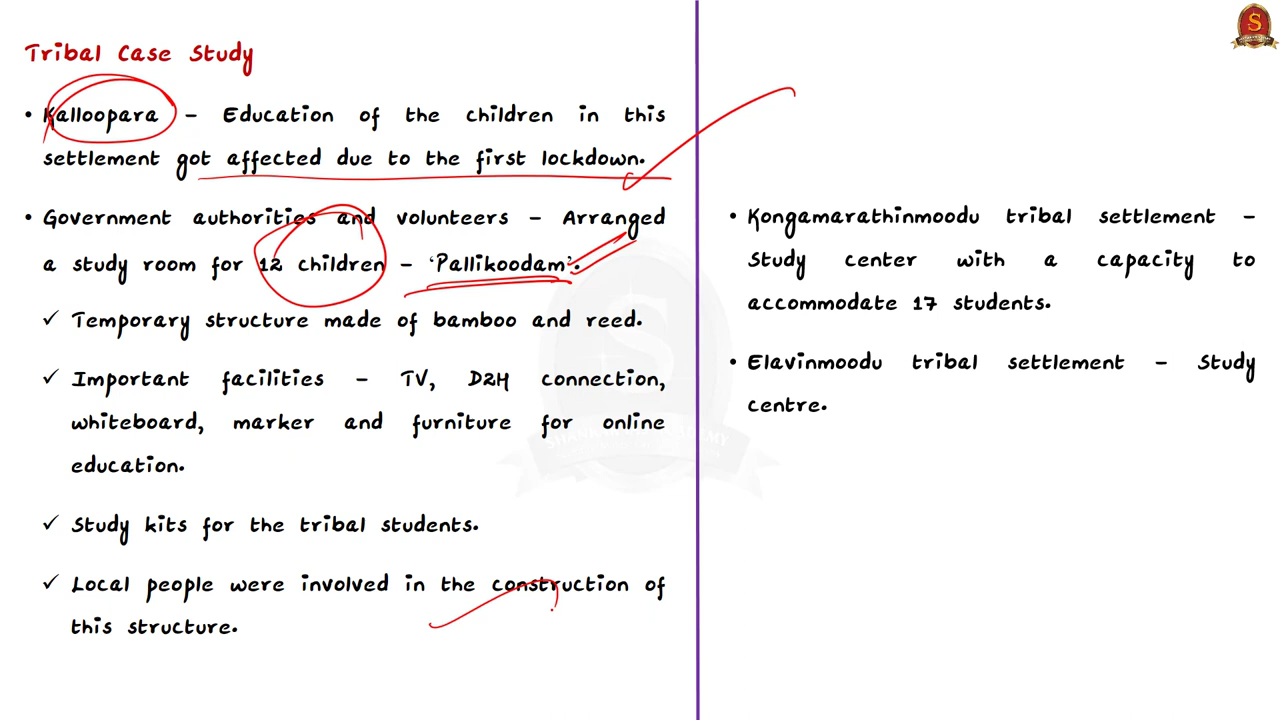 Tribal Case Study
• Kalloopara - Education of the children in this
settlement got affected due to the first lockdown.
• Government authorities and volunteers - Arranged
a study room for 12 children - 'Pallikoodam'.
✓ Temporary structure made of bamboo and reed.
✓ Important facilities - TV, D2H connection,
whiteboard, marker and furniture for online
education.
✓ Study kits for the tribal students.
✓ Local people were involved in the construction of
this structure.
• Kongamarathinmoodu tribal settlement -
Study center with a capacity to
accommodate 17 students.
• Elavinmoodu tribal settlement - Study
centre.